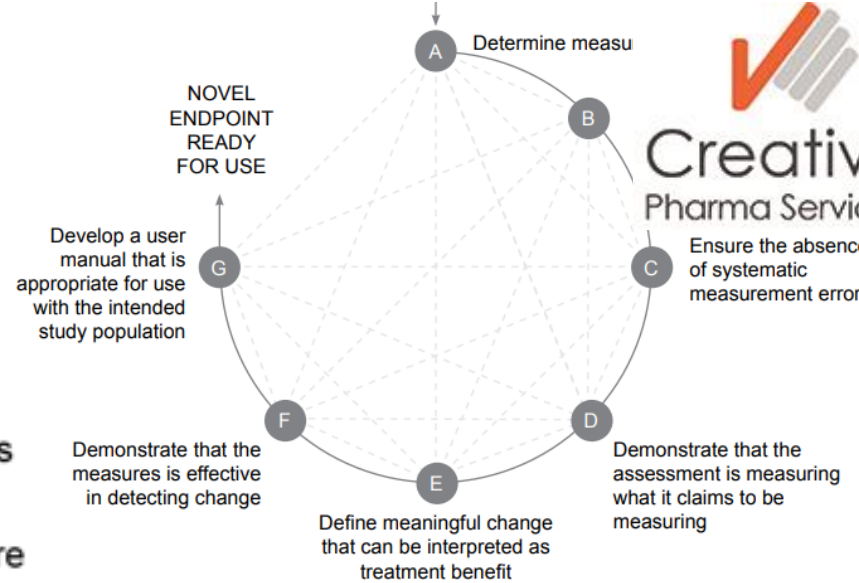 A
Determine measu
B
Creativ
Pharma Servic
NOVEL
ENDPOINT
READY
FOR USE
Develop a user
manual that is
appropriate for use
with the intended
study population
G
C
Ensure the absence
of systematic
measurement error
F
Demonstrate that the
measures is effective
in detecting change
E
Define meaningful change
that can be interpreted as
treatment benefit
D
Demonstrate that the
assessment is measuring
what it claims to be
measuring
s
re